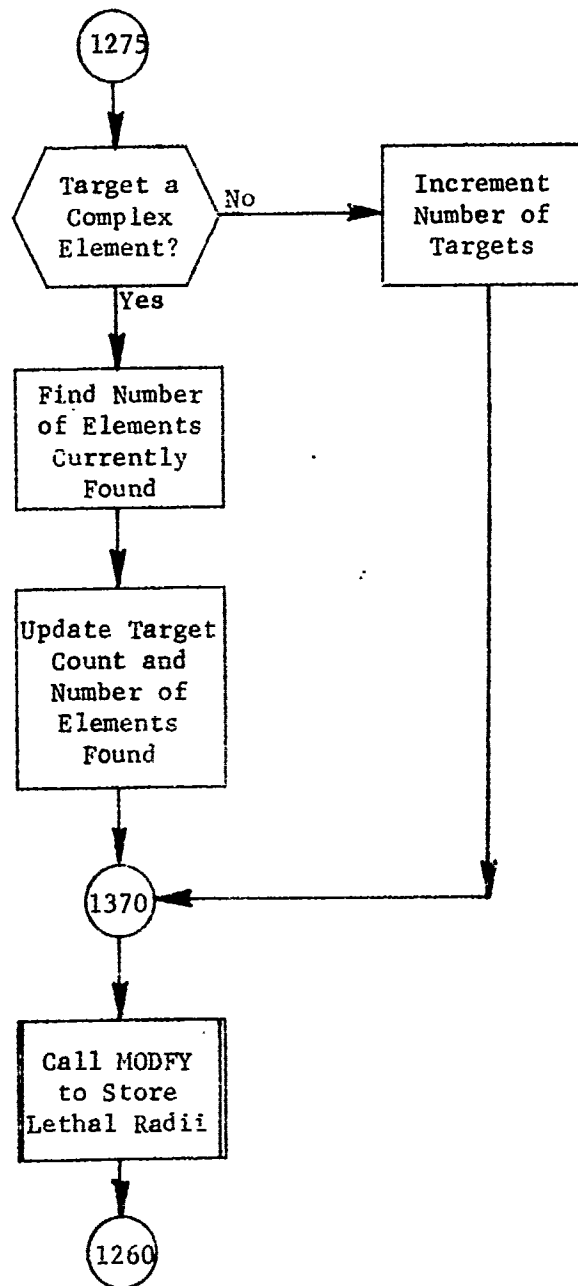 1275
Target a
Complex
Element?
No
Increment
Number of
Targets
Yes
Find Number
of Elements
Currently
Found
Update Target
Count and
Number of
Elements
Found
1370
Call MODFY
to Store
Lethal Radii
1260